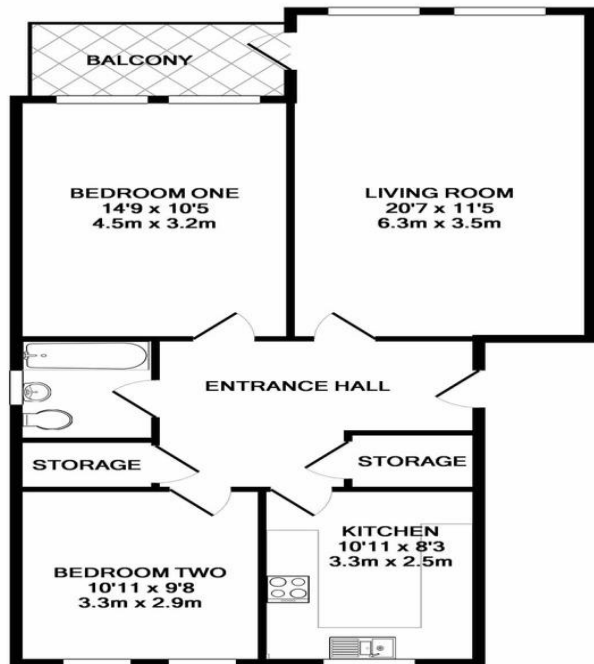 BALCONY
BEDROOM ONE
14'9 x 10'5
4.5m x 3.2m
LIVING ROOM
20'7 x 11'5
6.3m x 3.5m
ENTRANCE HALL
STORAGE
STORAGE
BEDROOM TWO
10'11 x 9'8
3.3m x 2.9m
KITCHEN
10'11 x 8'3
3.3m x 2.5m